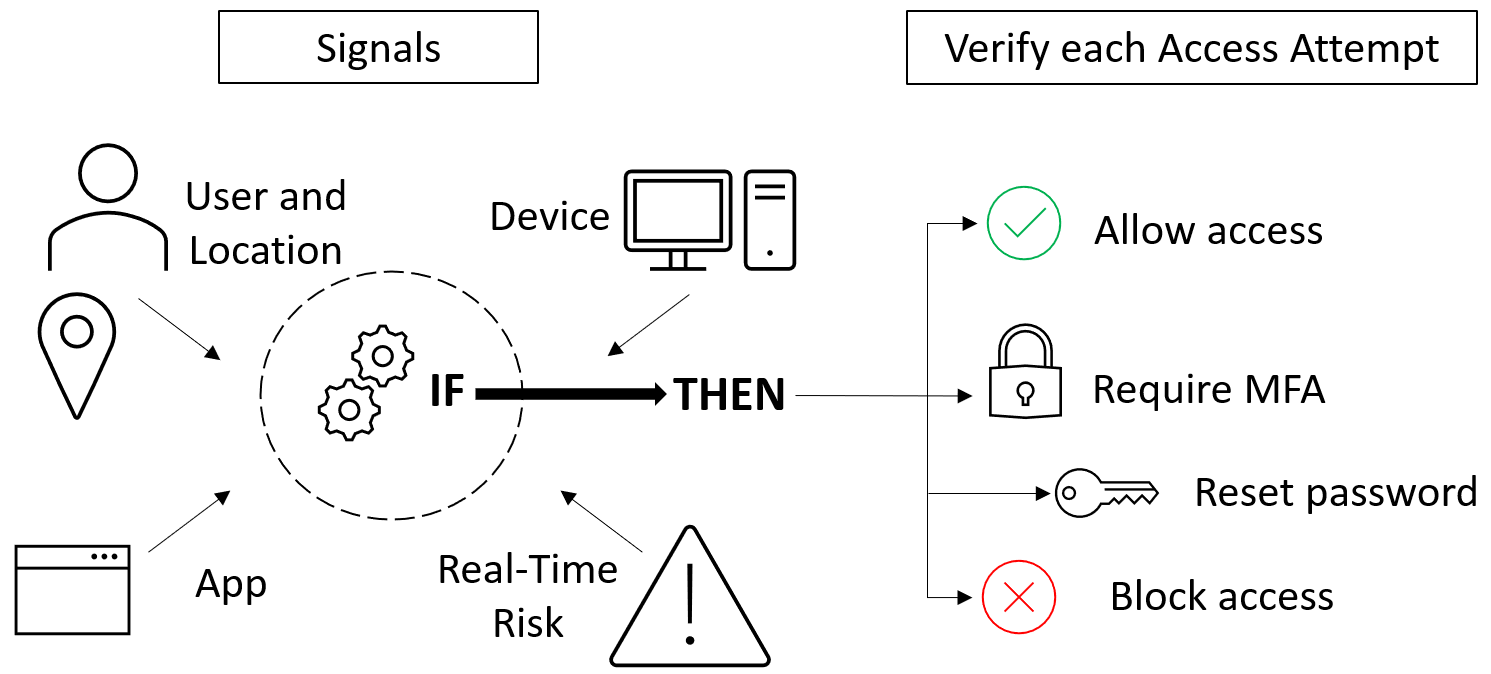 Signals
Verify each Access Attempt
User and
Location
Device
IF
THEN
App
Real-Time
Risk
Allow access
Require MFA
Reset password
Block access